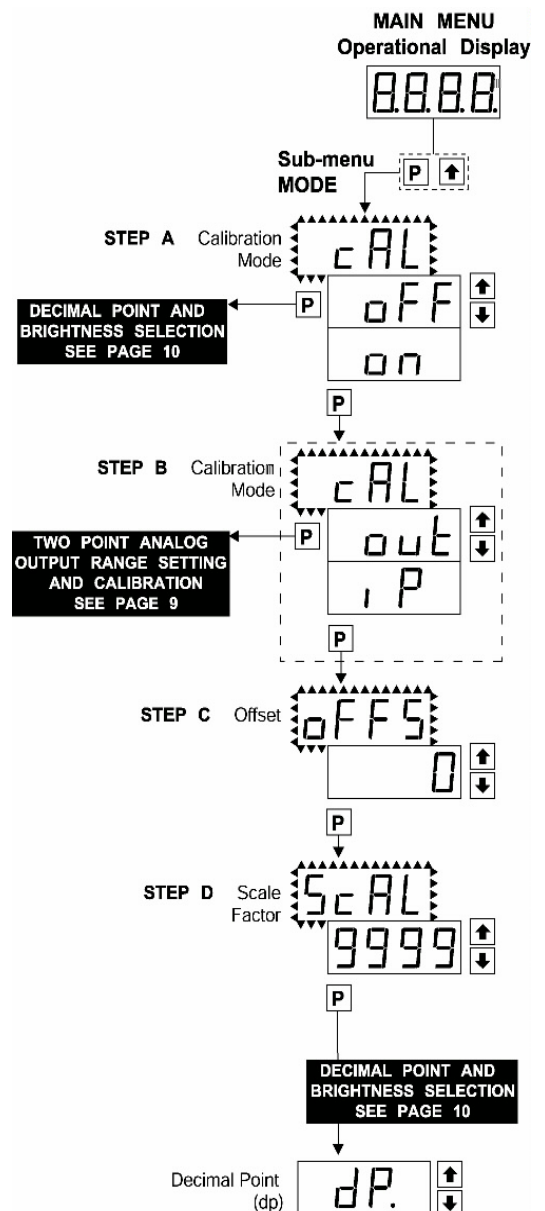 MAIN MENU
Operational Display
8.8.8.8.
Sub-menu
MODE
P
STEP A Calibration
Mode
cAL
P
oFF
on
DECIMAL POINT AND
BRIGHTNESS SELECTION
SEE PAGE 10
P
STEP B Calibration
Mode
cAL
P
out
iP
TWO POINT ANALOG
OUTPUT RANGE SETTING
AND CALIBRATION
SEE PAGE 9
P
STEP C Offset
oFFS
0
P
STEP D Scale
Factor
ScAL
9999
P
DECIMAL POINT AND
BRIGHTNESS SELECTION
SEE PAGE 10
Decimal Point
(dp)
dP.